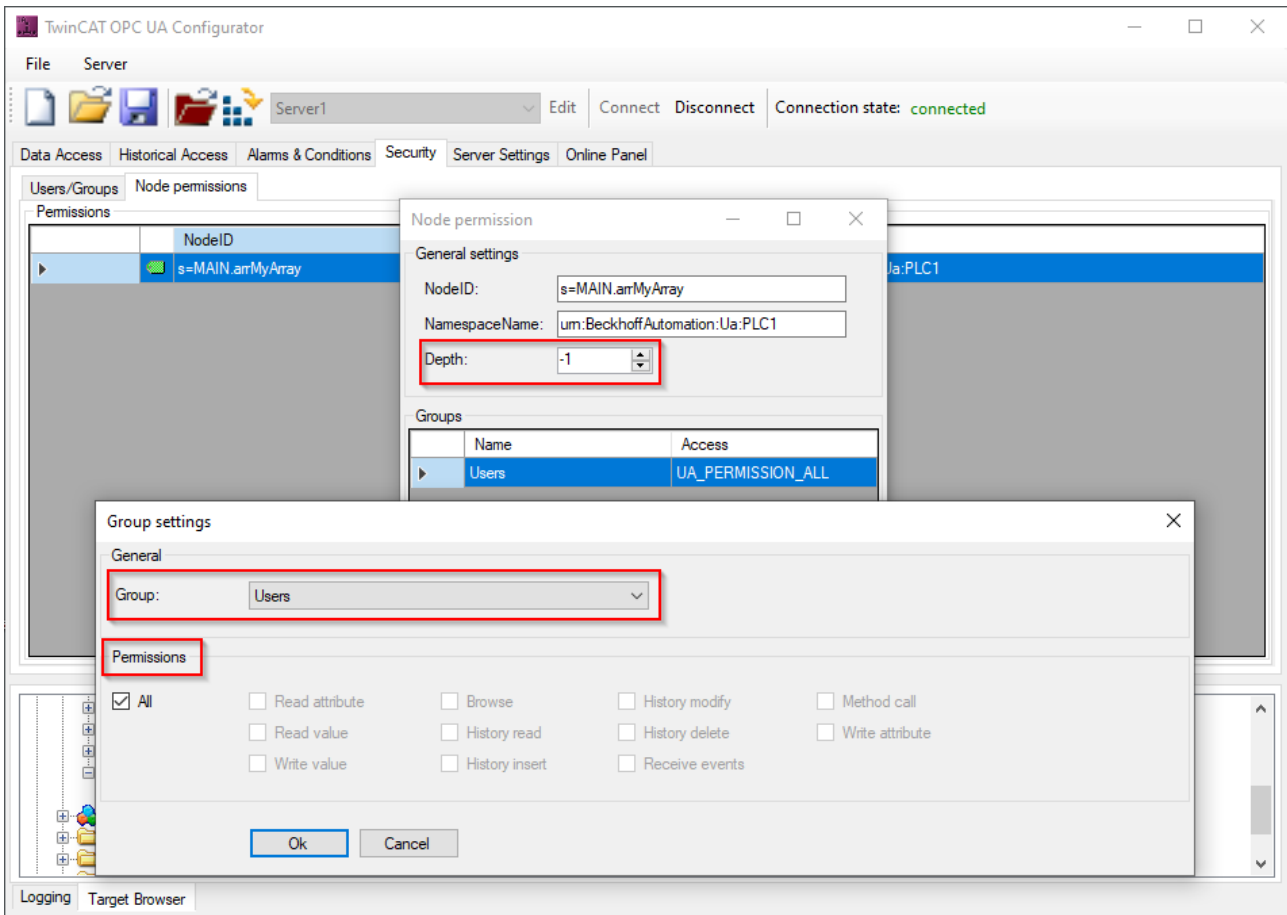 TwinCAT OPC UA Configurator
File Server
Server1 Edit Connect Disconnect Connection state: connected
Data Access Historical Access Alarms & Conditions Security Server Settings Online Panel
Users/Groups Node permissions
Permissions
NodeID
s=MAIN.arrMyArray
Ua:PLC1
Node permission
General settings
NodeID: s=MAIN.arrMyArray
NamespaceName: urn:BeckhoffAutomation:Ua:PLC1
Depth: -1
Groups
Name Access
Users UA_PERMISSION_ALL
Group settings
General
Group: Users
Permissions
All Read attribute Browse History modify Method call
Read value History read History delete Write attribute
Write value History insert Receive events
Ok Cancel
Logging Target Browser